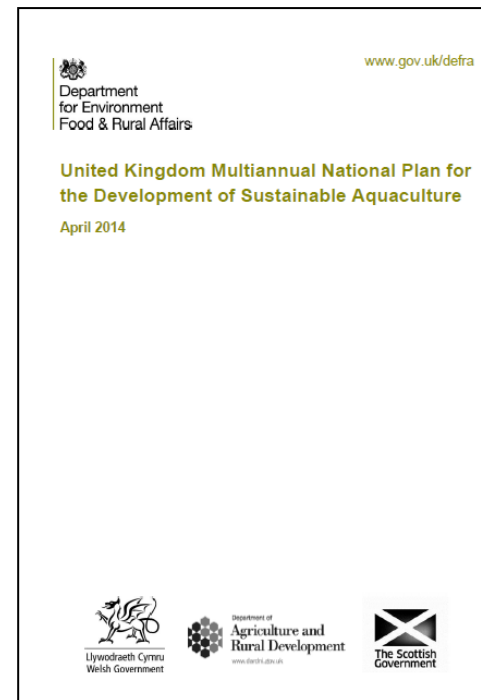 www.gov.uk/defra
Department
for Environment
Food & Rural Affairs
United Kingdom Multiannual National Plan for
the Development of Sustainable Aquaculture
April 2014
Llywodraeth Cymru
Welsh Government
Department of
Agriculture and
Rural Development
The Scottish
Government